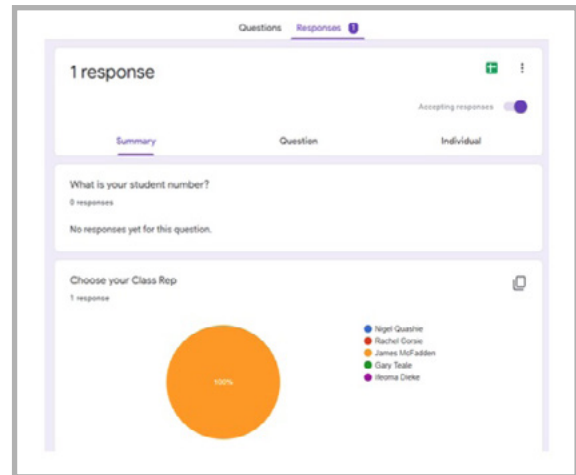 Questions Responses 1
1 response
Accepting responses
Summary Question Individual
What is your student number?
0 responses
No responses yet for this question.
Choose your Class Rep
1 response
Nigel Quashie
Rachel Corsie
James McFadden
100%
Gary Teale
Ifeoma Dieke